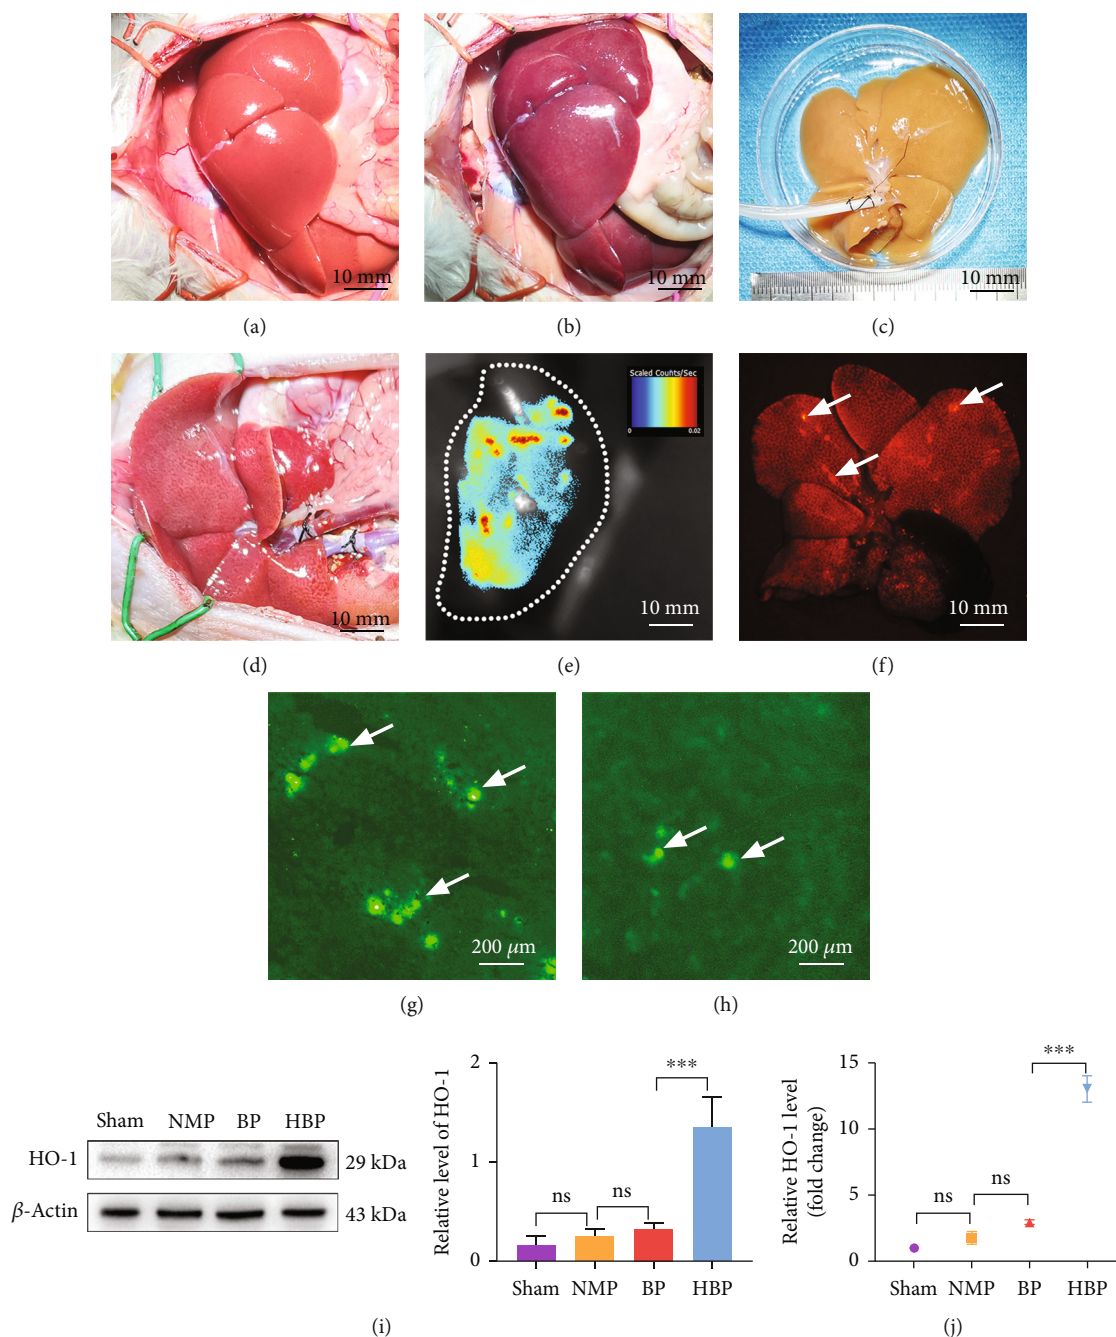 10 mm
10 mm
10 mm
(a)
(b)
(c)
Scaled Counts/Sec
0
0.02
10 mm
10 mm
10 mm
(d)
(e)
(f)
200 μm
200 μm
(g)
(h)
Sham NMP BP HBP
HO-1
29 kDa
β-Actin
43 kDa
Relative level of HO-1
2
1
0
ns
ns
***
Sham NMP BP HBP
(i)
Relative HO-1 level
(fold change)
15
10
5
0
ns
ns
***
Sham NMP BP HBP
(j)